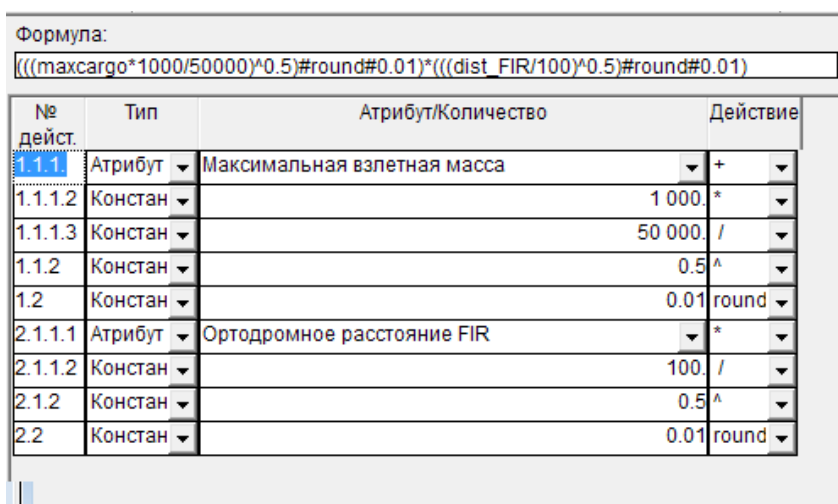 Формула:
(((maxcargo*1000/50000)^0.5)#round#0.01)*(((dist_FIR/100)^0.5)#round#0.01)
№ дейст. Тип Атрибут/Количество Действие
1.1.1. Атрибут Максимальная взлетная масса +
1.1.1.2 Констан 1 000. *
1.1.1.3 Констан 50 000. /
1.1.2 Констан 0.5 ^
1.2 Констан 0.01 round
2.1.1.1 Атрибут Ортодромное расстояние FIR *
2.1.1.2 Констан 100. /
2.1.2 Констан 0.5 ^
2.2 Констан 0.01 round